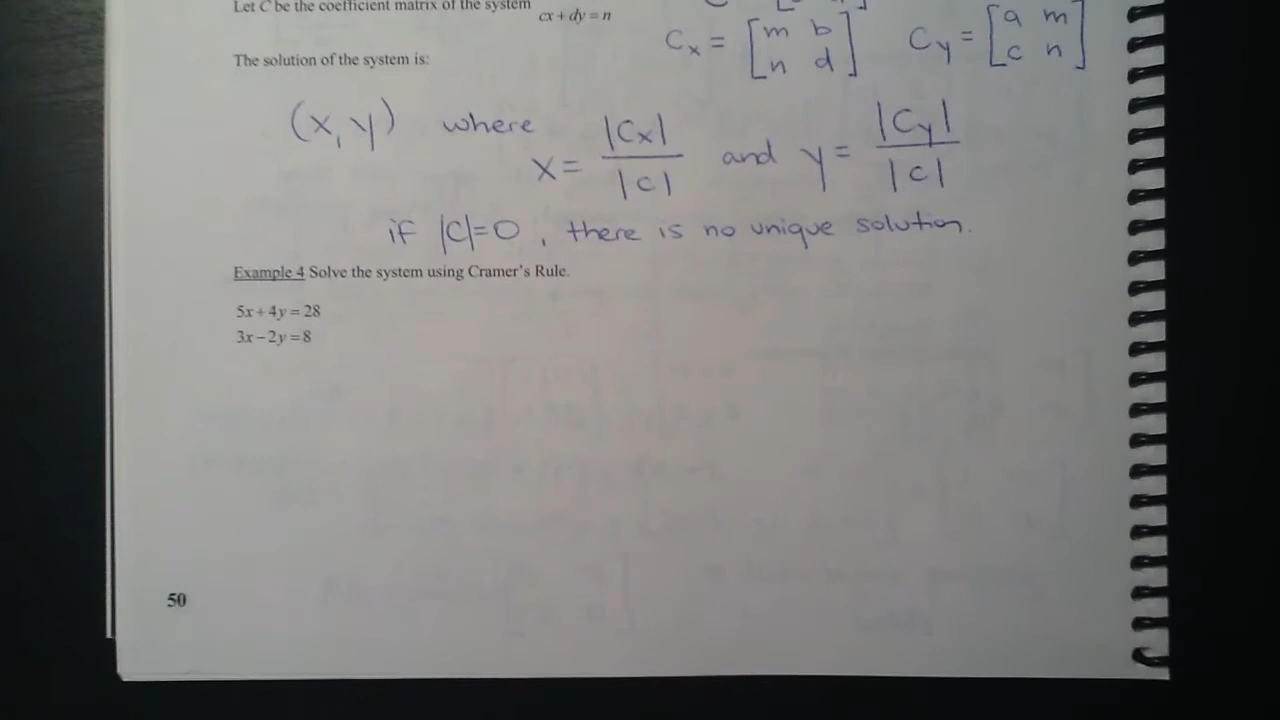 Let C be the coefficient matrix of the system cx + dy = n
Cx = [m b
n d] Cy = [a m
c n]
The solution of the system is:
(x, y) where x = |Cx| / |C| and y = |Cy| / |C|
if |C|=0, there is no unique solution.
Example 4 Solve the system using Cramer's Rule.
5x + 4y = 28
3x − 2y = 8
50